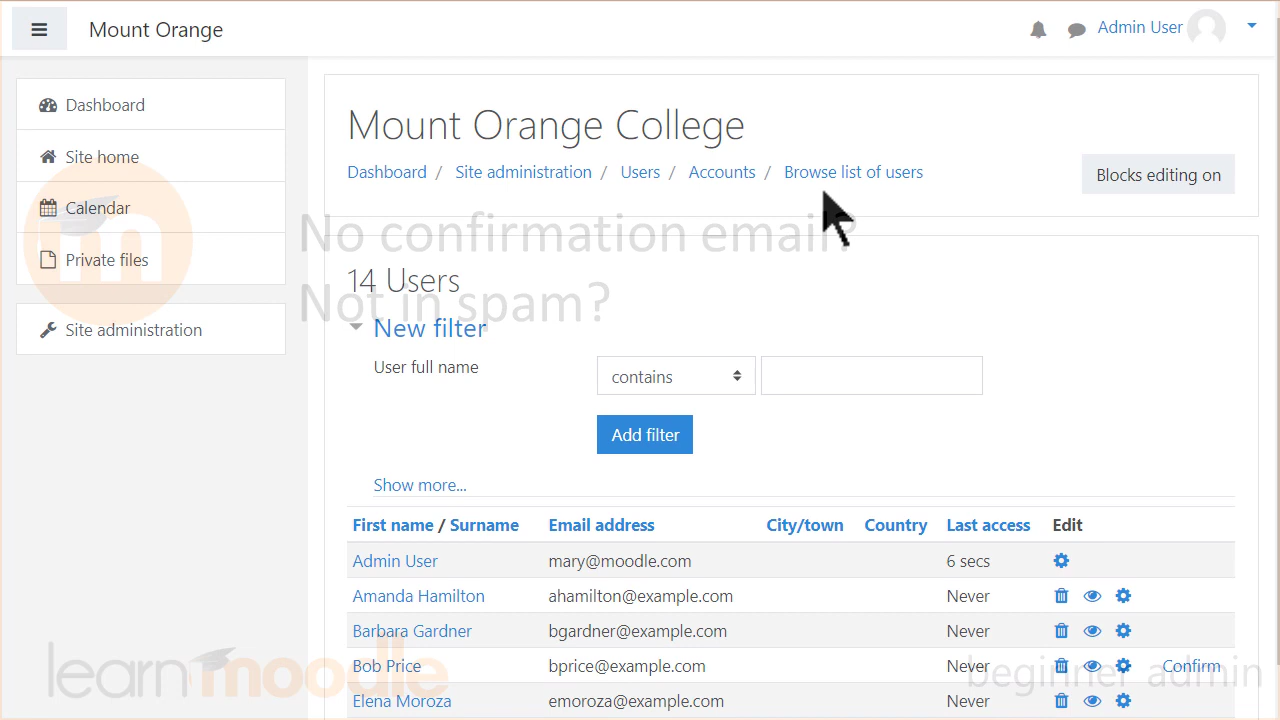 Mount Orange
Admin User
Dashboard
Site home
Calendar
Private files
Site administration
Mount Orange College
Dashboard / Site administration / Users / Accounts / Browse list of users
Blocks editing on
No confirmation email?
Not in spam?
14 Users
New filter
User full name
contains
Add filter
Show more...
First name / Surname Email address City/town Country Last access Edit
Admin User mary@moodle.com 6 secs
Amanda Hamilton ahamilton@example.com Never
Barbara Gardner bgardner@example.com Never
Bob Price bprice@example.com Never Confirm
Elena Moroza emoroza@example.com Never
learn moodle
beginner admin